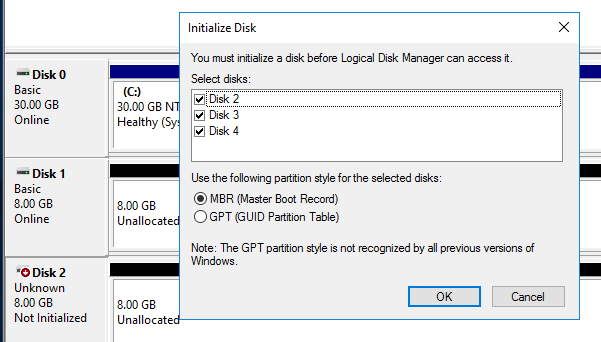 Initialize Disk
You must initialize a disk before Logical Disk Manager can access it.
Select disks:
Disk 2
Disk 3
Disk 4
Use the following partition style for the selected disks:
MBR (Master Boot Record)
GPT (GUID Partition Table)
Note: The GPT partition style is not recognized by all previous versions of
Windows.
OK
Cancel
Disk 0
Basic
30.00 GB
Online
(C:)
30.00 GB NT
Healthy (Sys
Disk 1
Basic
8.00 GB
Online
8.00 GB
Unallocated
Disk 2
Unknown
8.00 GB
Not Initialized
8.00 GB
Unallocated